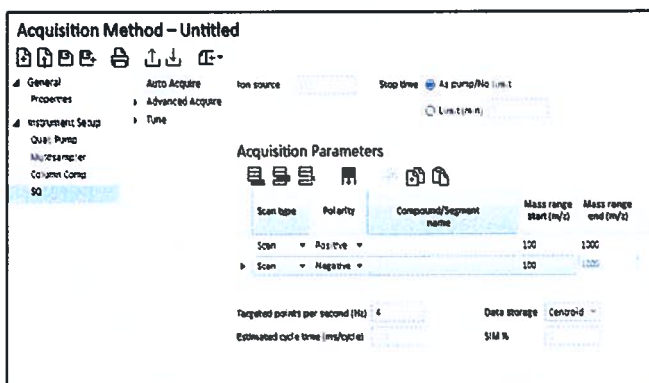 Acquisition Method – Untitled
General
Properties
Instrument Setup
Quat. Pump
Multisampler
Column Comp
SQ
Auto Acquire
Advanced Acquire
Tune
Ion source
Stop time As pump/No limit
Limit (min)
Acquisition Parameters
Scan type Polarity Compound/Segment name Mass range start (m/z) Mass range end (m/z)
Scan Positive 100 1000
Scan Negative 100 1000
Targeted points per second (Hz) 4 Data storage Centroid
Estimated cycle time (ms/cycle) SIM %